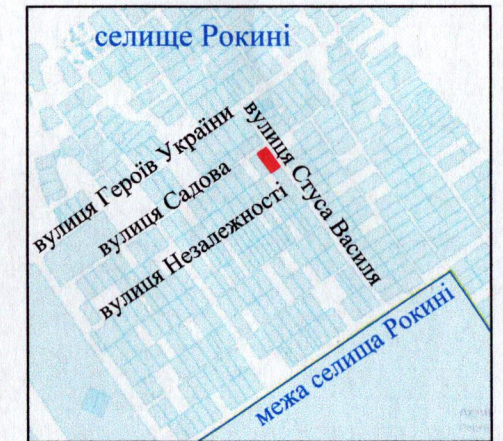 селище Рокині
вулиця Героїв України
вулиця Стуса Василя
вулиця Садова
вулиця Незалежності
межа селища Рокині